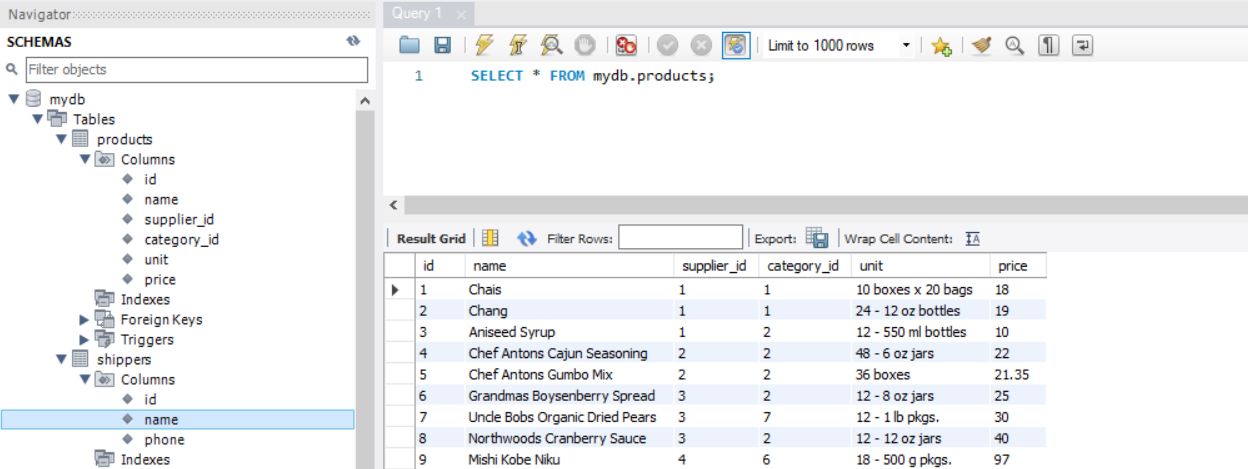 Navigator
SCHEMAS
Filter objects
mydb
Tables
products
Columns
id
name
supplier_id
category_id
unit
price
Indexes
Foreign Keys
Triggers
shippers
Columns
id
name
phone
Indexes
Query 1
Limit to 1000 rows
1 SELECT * FROM mydb.products;
Result Grid Filter Rows: Export: Wrap Cell Content:
id name supplier_id category_id unit price
1 Chais 1 1 10 boxes x 20 bags 18
2 Chang 1 1 24 - 12 oz bottles 19
3 Aniseed Syrup 1 2 12 - 550 ml bottles 10
4 Chef Antons Cajun Seasoning 2 2 48 - 6 oz jars 22
5 Chef Antons Gumbo Mix 2 2 36 boxes 21.35
6 Grandmas Boysenberry Spread 3 2 12 - 8 oz jars 25
7 Uncle Bobs Organic Dried Pears 3 7 12 - 1 lb pkgs. 30
8 Northwoods Cranberry Sauce 3 2 12 - 12 oz jars 40
9 Mishi Kobe Niku 4 6 18 - 500 g pkgs. 97